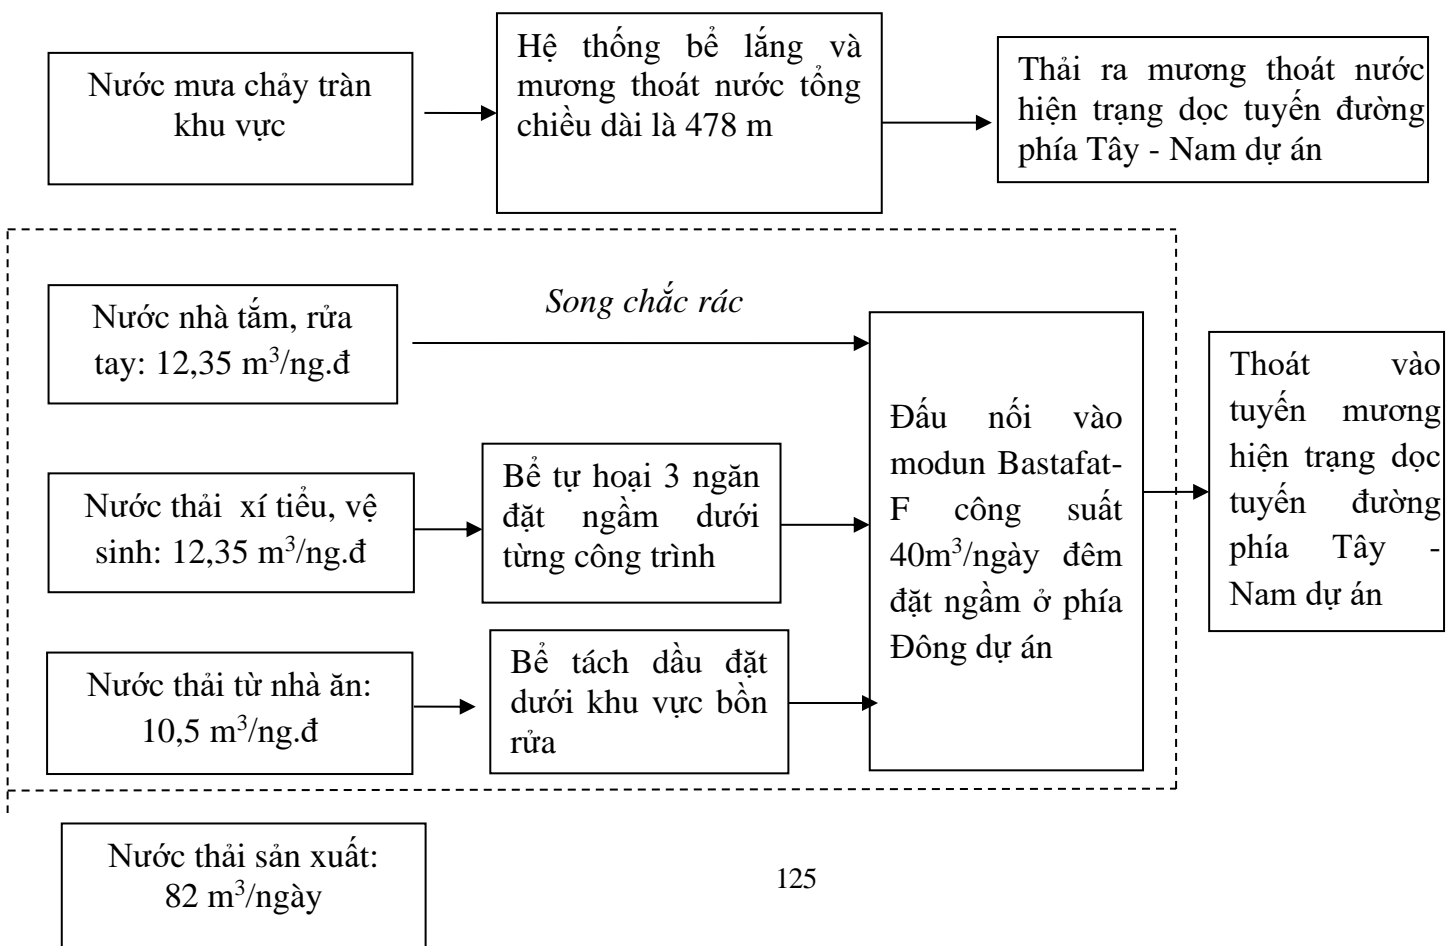 Nước mưa chảy tràn
khu vực
Hệ thống bể lắng và
mương thoát nước tổng
chiều dài là 478 m
Thải ra mương thoát nước
hiện trạng dọc tuyến đường
phía Tây - Nam dự án
Nước nhà tắm, rửa
tay: 12,35 m³/ng.đ
Song chắc rác
Nước thải xí tiểu, vệ
sinh: 12,35 m³/ng.đ
Bể tự hoại 3 ngăn
đặt ngầm dưới
từng công trình
Nước thải từ nhà ăn:
10,5 m³/ng.đ
Bể tách dầu đặt
dưới khu vực bồn
rửa
Đấu nối vào
modun Bastafat-
F công suất
40m³/ngày đêm
đặt ngầm ở phía
Đông dự án
Thoát vào
tuyến mương
hiện trạng dọc
tuyến đường
phía Tây -
Nam dự án
Nước thải sản xuất:
82 m³/ngày
125